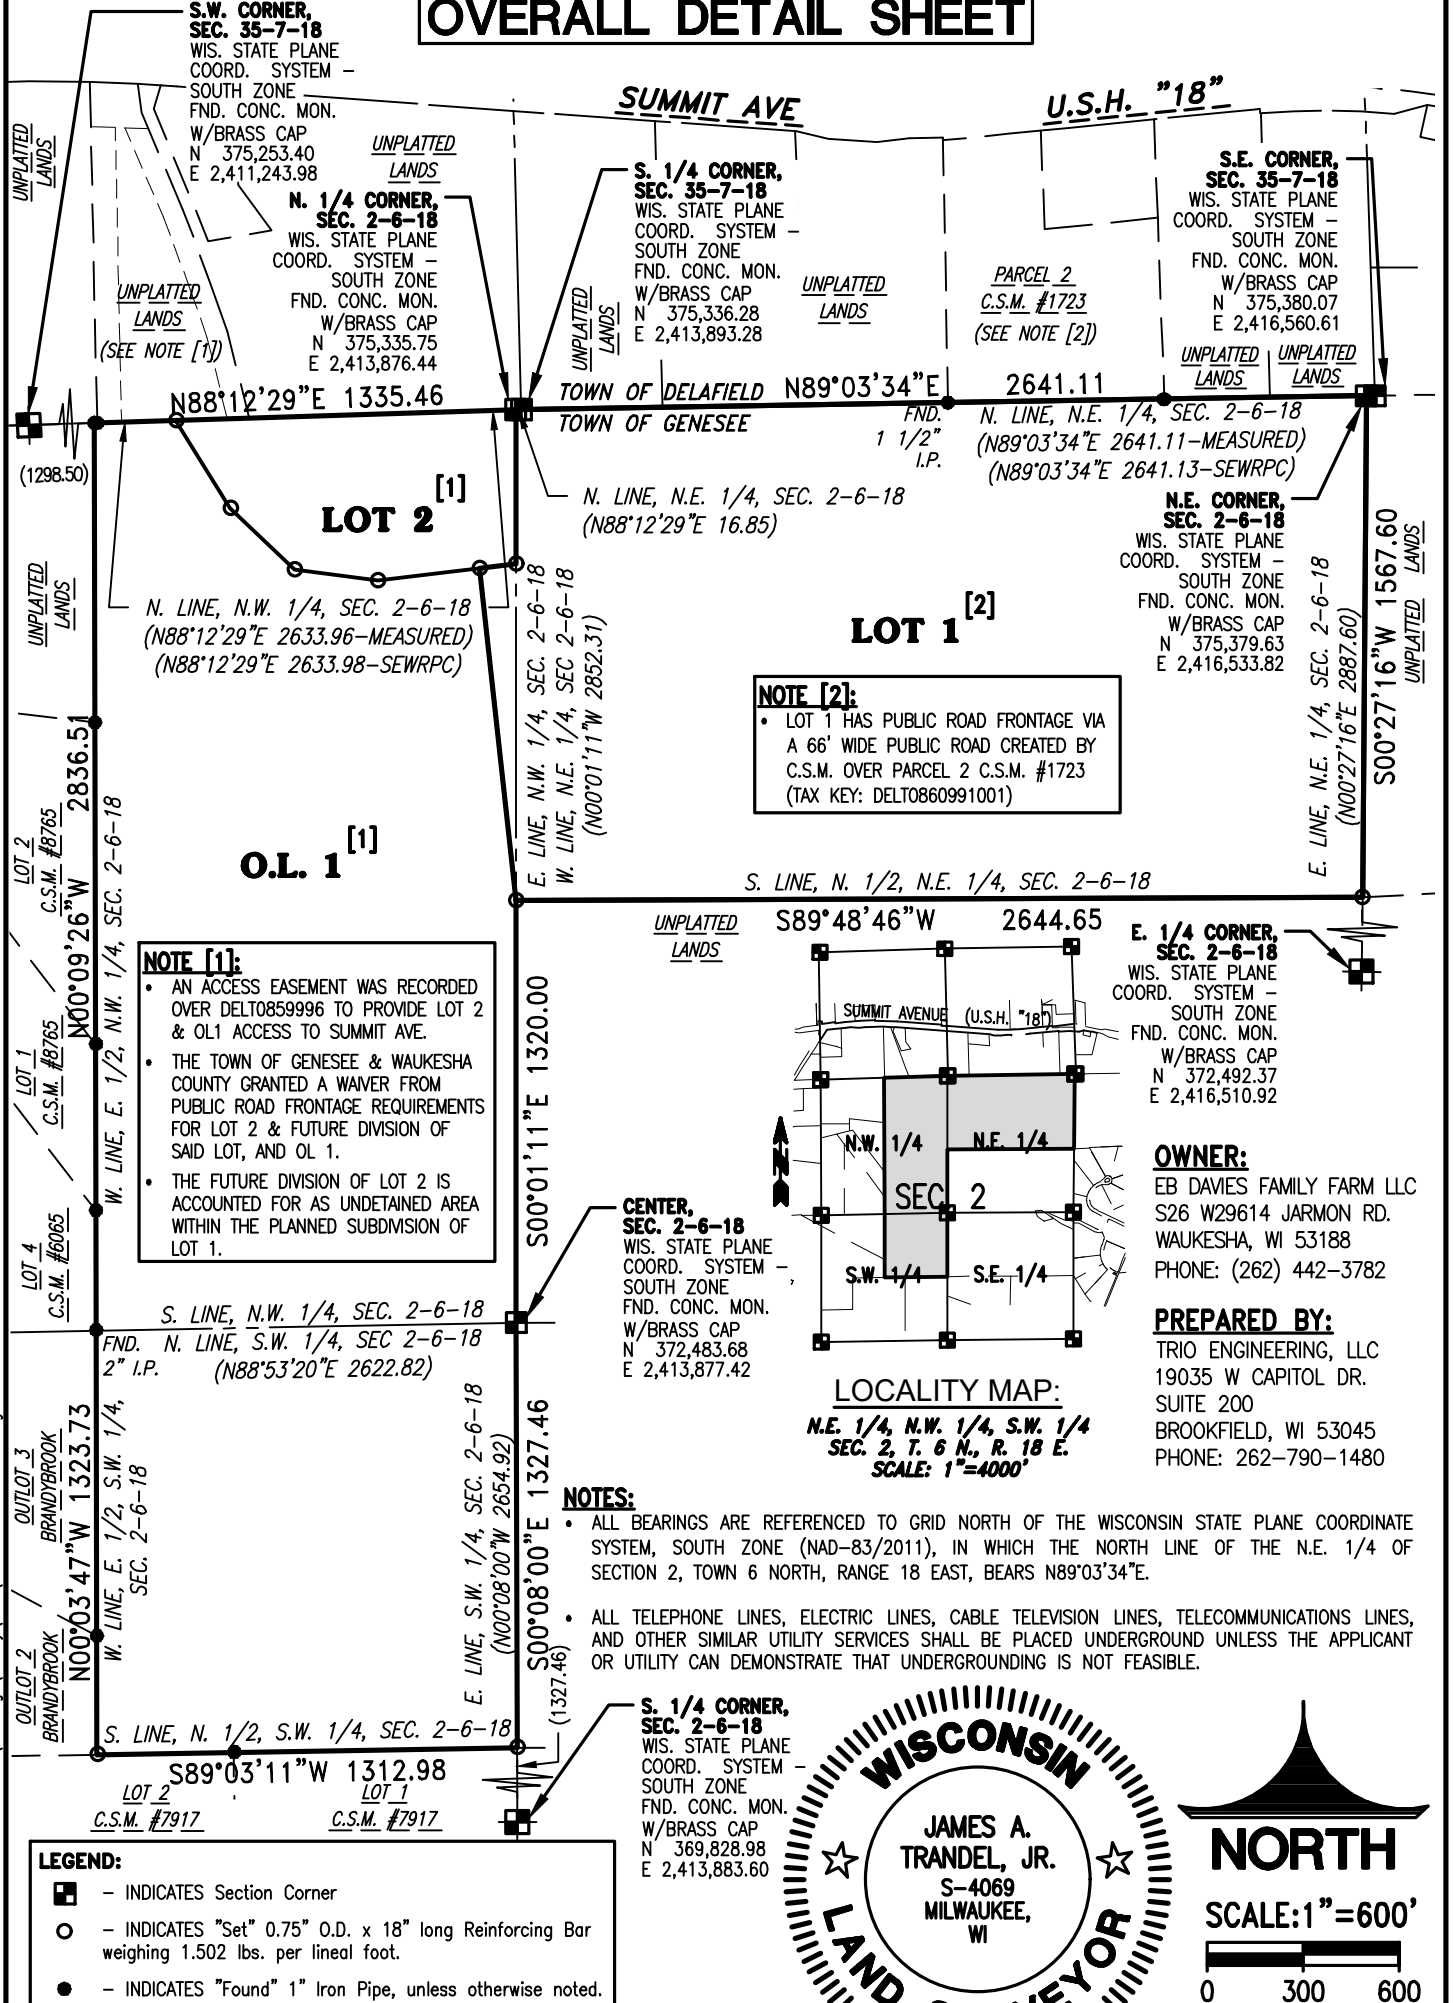 OVERALL DETAIL SHEET
S.W. CORNER,
SEC. 35-7-18
WIS. STATE PLANE
COORD. SYSTEM -
SOUTH ZONE
FND. CONC. MON.
W/BRASS CAP
N 375,253.40
E 2,411,243.98
SUMMIT AVE
U.S.H. "18"
UNPLATTED
LANDS
UNPLATTED
LANDS
N. 1/4 CORNER,
SEC. 2-6-18
WIS. STATE PLANE
COORD. SYSTEM -
SOUTH ZONE
FND. CONC. MON.
W/BRASS CAP
N 375,335.75
E 2,413,876.44
S. 1/4 CORNER,
SEC. 35-7-18
WIS. STATE PLANE
COORD. SYSTEM -
SOUTH ZONE
FND. CONC. MON.
W/BRASS CAP
N 375,336.28
E 2,413,893.28
S.E. CORNER,
SEC. 35-7-18
WIS. STATE PLANE
COORD. SYSTEM -
SOUTH ZONE
FND. CONC. MON.
W/BRASS CAP
N 375,380.07
E 2,416,560.61
UNPLATTED
LANDS
(SEE NOTE [1])
UNPLATTED
LANDS
UNPLATTED
LANDS
PARCEL 2
C.S.M. #1723
(SEE NOTE [2])
UNPLATTED
LANDS
UNPLATTED
LANDS
N88°12'29"E 1335.46
TOWN OF DELAFIELD
TOWN OF GENESEE
N89°03'34"E 2641.11
FND.
1 1/2"
I.P.
N. LINE, N.E. 1/4, SEC. 2-6-18
(N89°03'34"E 2641.11-MEASURED)
(N89°03'34"E 2641.13-SEWRPC)
(1298.50)
LOT 2 [1]
N. LINE, N.E. 1/4, SEC. 2-6-18
(N88°12'29"E 16.85)
N.E. CORNER,
SEC. 2-6-18
WIS. STATE PLANE
COORD. SYSTEM -
SOUTH ZONE
FND. CONC. MON.
W/BRASS CAP
N 375,379.63
E 2,416,533.82
UNPLATTED
LANDS
N. LINE, N.W. 1/4, SEC. 2-6-18
(N88°12'29"E 2633.96-MEASURED)
(N88°12'29"E 2633.98-SEWRPC)
E. LINE, N.W. 1/4, SEC. 2-6-18
W. LINE, N.E. 1/4, SEC 2-6-18
(N00°01'11"W 2852.31)
LOT 1 [2]
E. LINE, N.E. 1/4, SEC. 2-6-18
(N00°27'16"E 2887.60)
S00°27'16"W 1567.60
UNPLATTED LANDS
NOTE [2]:
• LOT 1 HAS PUBLIC ROAD FRONTAGE VIA
A 66' WIDE PUBLIC ROAD CREATED BY
C.S.M. OVER PARCEL 2 C.S.M. #1723
(TAX KEY: DELT0860991001)
LOT 2
C.S.M. #8765
N00°09'26"W 2836.51
W. LINE, E. 1/2, N.W. 1/4, SEC. 2-6-18
O.L. 1 [1]
S. LINE, N. 1/2, N.E. 1/4, SEC. 2-6-18
S89°48'46"W 2644.65
UNPLATTED
LANDS
NOTE [1]:
• AN ACCESS EASEMENT WAS RECORDED
OVER DELT0859996 TO PROVIDE LOT 2
& OL1 ACCESS TO SUMMIT AVE.
• THE TOWN OF GENESEE & WAUKESHA
COUNTY GRANTED A WAIVER FROM
PUBLIC ROAD FRONTAGE REQUIREMENTS
FOR LOT 2 & FUTURE DIVISION OF
SAID LOT, AND OL 1.
• THE FUTURE DIVISION OF LOT 2 IS
ACCOUNTED FOR AS UNDETAINED AREA
WITHIN THE PLANNED SUBDIVISION OF
LOT 1.
LOT 1
C.S.M. #8765
LOT 4
C.S.M. #6065
S00°01'11"E 1320.00
E. 1/4 CORNER,
SEC. 2-6-18
WIS. STATE PLANE
COORD. SYSTEM -
SOUTH ZONE
FND. CONC. MON.
W/BRASS CAP
N 372,492.37
E 2,416,510.92
SUMMIT AVENUE (U.S.H. "18")
N.W. 1/4
N.E. 1/4
SEC 2
S.W. 1/4
S.E. 1/4
N
LOCALITY MAP:
N.E. 1/4, N.W. 1/4, S.W. 1/4
SEC. 2, T. 6 N., R. 18 E.
SCALE: 1"=4000'
CENTER,
SEC. 2-6-18
WIS. STATE PLANE
COORD. SYSTEM -
SOUTH ZONE
FND. CONC. MON.
W/BRASS CAP
N 372,483.68
E 2,413,877.42
OWNER:
EB DAVIES FAMILY FARM LLC
S26 W29614 JARMON RD.
WAUKESHA, WI 53188
PHONE: (262) 442-3782
PREPARED BY:
TRIO ENGINEERING, LLC
19035 W CAPITOL DR.
SUITE 200
BROOKFIELD, WI 53045
PHONE: 262-790-1480
S. LINE, N.W. 1/4, SEC. 2-6-18
FND. N. LINE, S.W. 1/4, SEC 2-6-18
2" I.P. (N88°53'20"E 2622.82)
OUTLOT 3
BRANDYBROOK
OUTLOT 2
BRANDYBROOK
N00°03'47"W 1323.73
W. LINE, E. 1/2, S.W. 1/4,
SEC. 2-6-18
E. LINE, S.W. 1/4, SEC. 2-6-18
(N00°08'00"W 2654.92)
S00°08'00"E 1327.46
(1327.46)
NOTES:
• ALL BEARINGS ARE REFERENCED TO GRID NORTH OF THE WISCONSIN STATE PLANE COORDINATE
SYSTEM, SOUTH ZONE (NAD-83/2011), IN WHICH THE NORTH LINE OF THE N.E. 1/4 OF
SECTION 2, TOWN 6 NORTH, RANGE 18 EAST, BEARS N89°03'34"E.
• ALL TELEPHONE LINES, ELECTRIC LINES, CABLE TELEVISION LINES, TELECOMMUNICATIONS LINES,
AND OTHER SIMILAR UTILITY SERVICES SHALL BE PLACED UNDERGROUND UNLESS THE APPLICANT
OR UTILITY CAN DEMONSTRATE THAT UNDERGROUNDING IS NOT FEASIBLE.
S. LINE, N. 1/2, S.W. 1/4, SEC. 2-6-18
S89°03'11"W 1312.98
LOT 2
C.S.M. #7917
LOT 1
C.S.M. #7917
S. 1/4 CORNER,
SEC. 2-6-18
WIS. STATE PLANE
COORD. SYSTEM -
SOUTH ZONE
FND. CONC. MON.
W/BRASS CAP
N 369,828.98
E 2,413,883.60
WISCONSIN
JAMES A.
TRANDEL, JR.
S-4069
MILWAUKEE,
WI
LAND
NORTH
SCALE:1"=600'
0 300 600
LEGEND:
- INDICATES Section Corner
- INDICATES "Set" 0.75" O.D. x 18" long Reinforcing Bar
weighing 1.502 lbs. per lineal foot.
- INDICATES "Found" 1" Iron Pipe, unless otherwise noted.